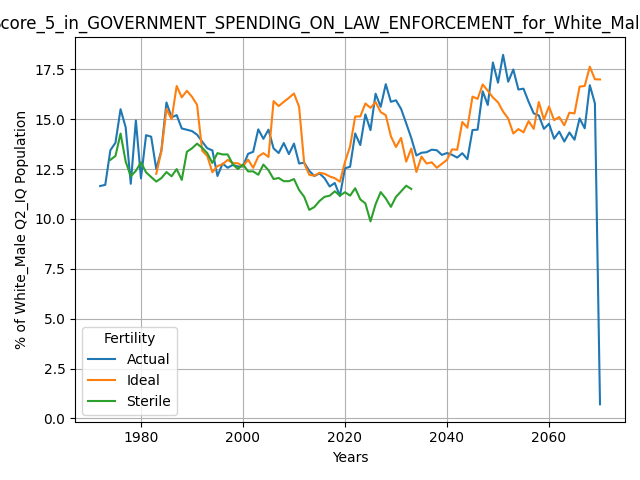 core_5_in_GOVERNMENT_SPENDING_ON_LAW_ENFORCEMENT_for_White_Mal
% of White_Male Q2_IQ Population
17.5
15.0
12.5
10.0
7.5
5.0
2.5
0.0
Fertility
Actual
Ideal
Sterile
1980
2000
2020
2040
2060
Years